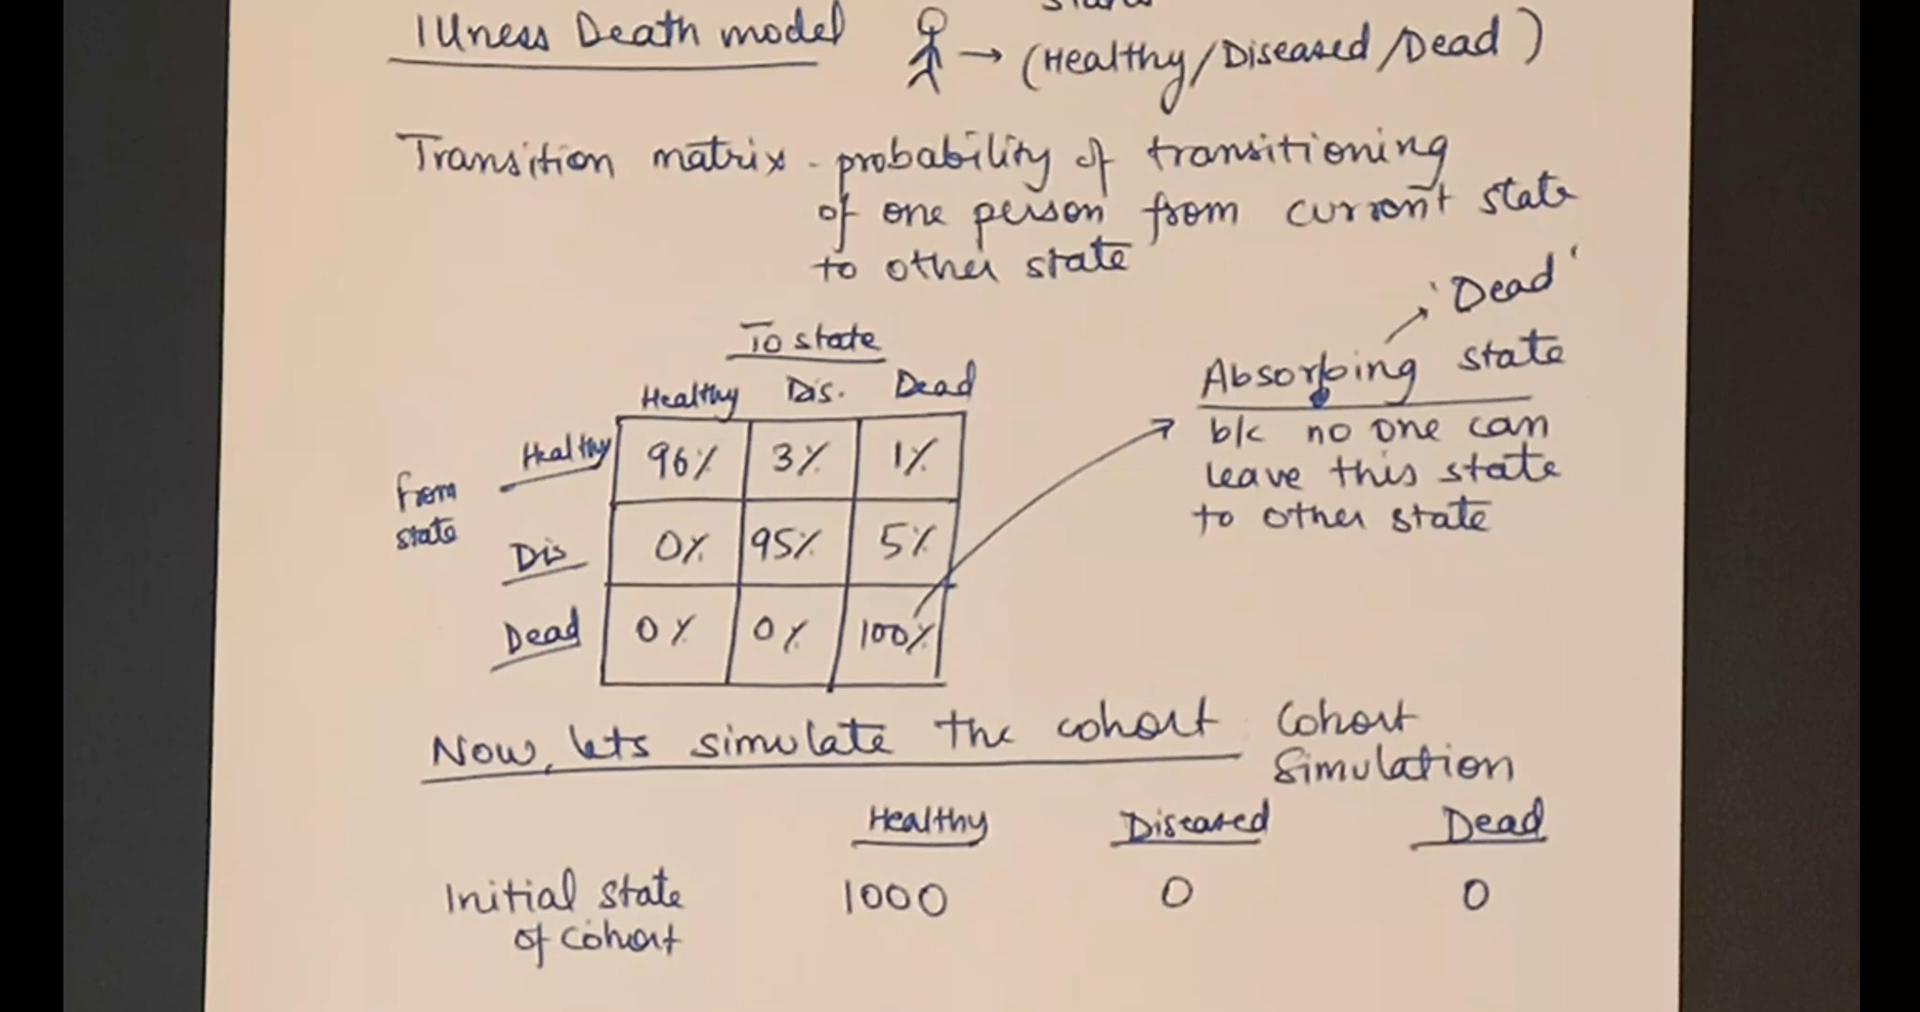 Illness Death model
(Healthy/Diseased/Dead)
Transition matrix - probability of transitioning
of one person from current state
to other state
'Dead'
To state
Absorbing state
Healthy Dis. Dead
b/c no one can
leave this state
to other state
Healthy 96% 3% 1%
from
state
Dis 0% 95% 5%
Dead 0% 0% 100%
Now, lets simulate the cohort
Cohort
Simulation
Healthy Diseased Dead
Initial state 1000 0 0
of cohort